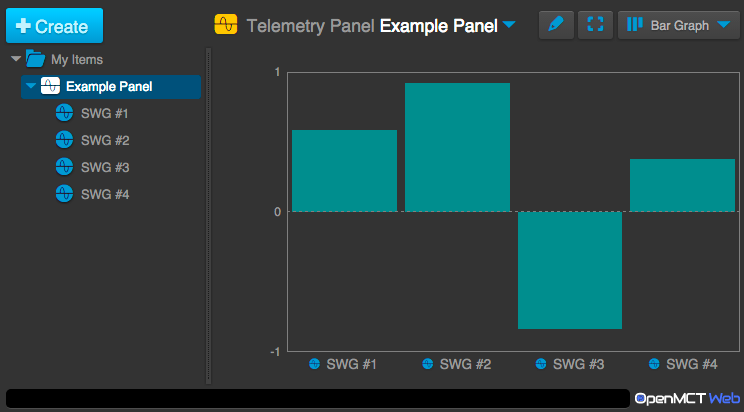 Create
Telemetry Panel Example Panel
Bar Graph
My Items
Example Panel
SWG #1
SWG #2
SWG #3
SWG #4
1
0
-1
SWG #1
SWG #2
SWG #3
SWG #4
OpenMCT Web